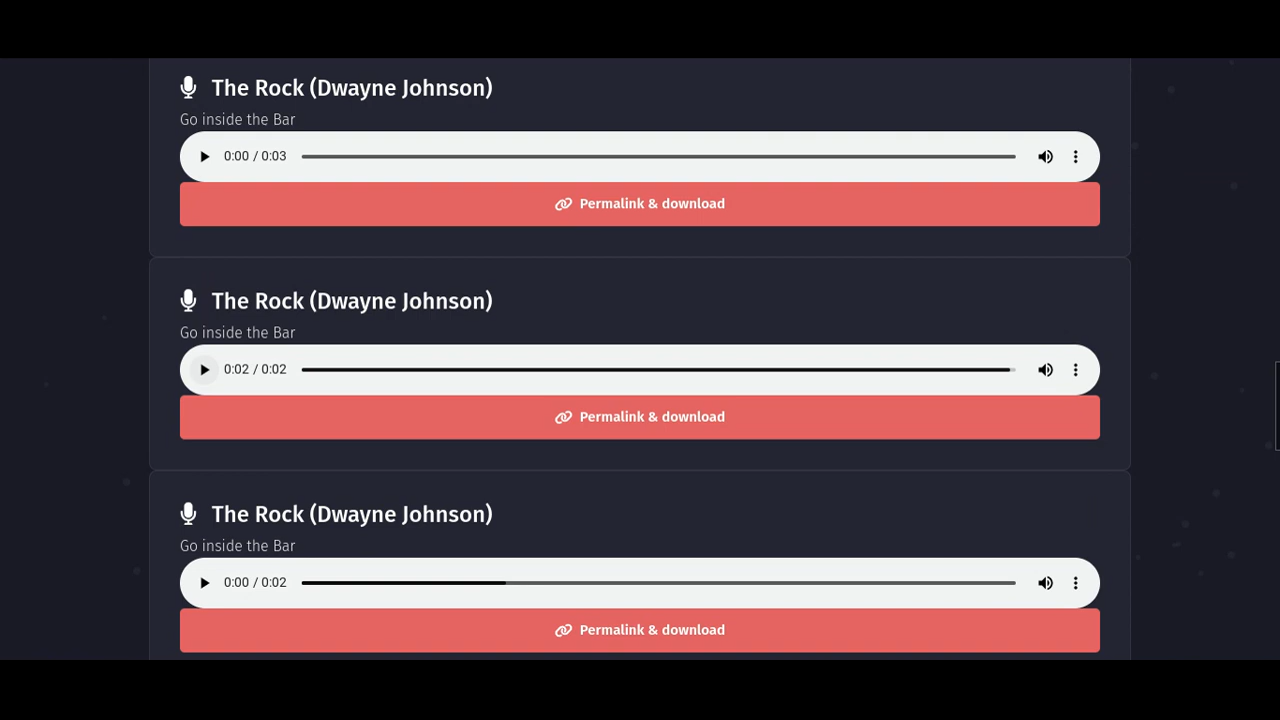 The Rock (Dwayne Johnson)
Go inside the Bar
0:00 / 0:03
Permalink & download
The Rock (Dwayne Johnson)
Go inside the Bar
0:02 / 0:02
Permalink & download
The Rock (Dwayne Johnson)
Go inside the Bar
0:00 / 0:02
Permalink & download